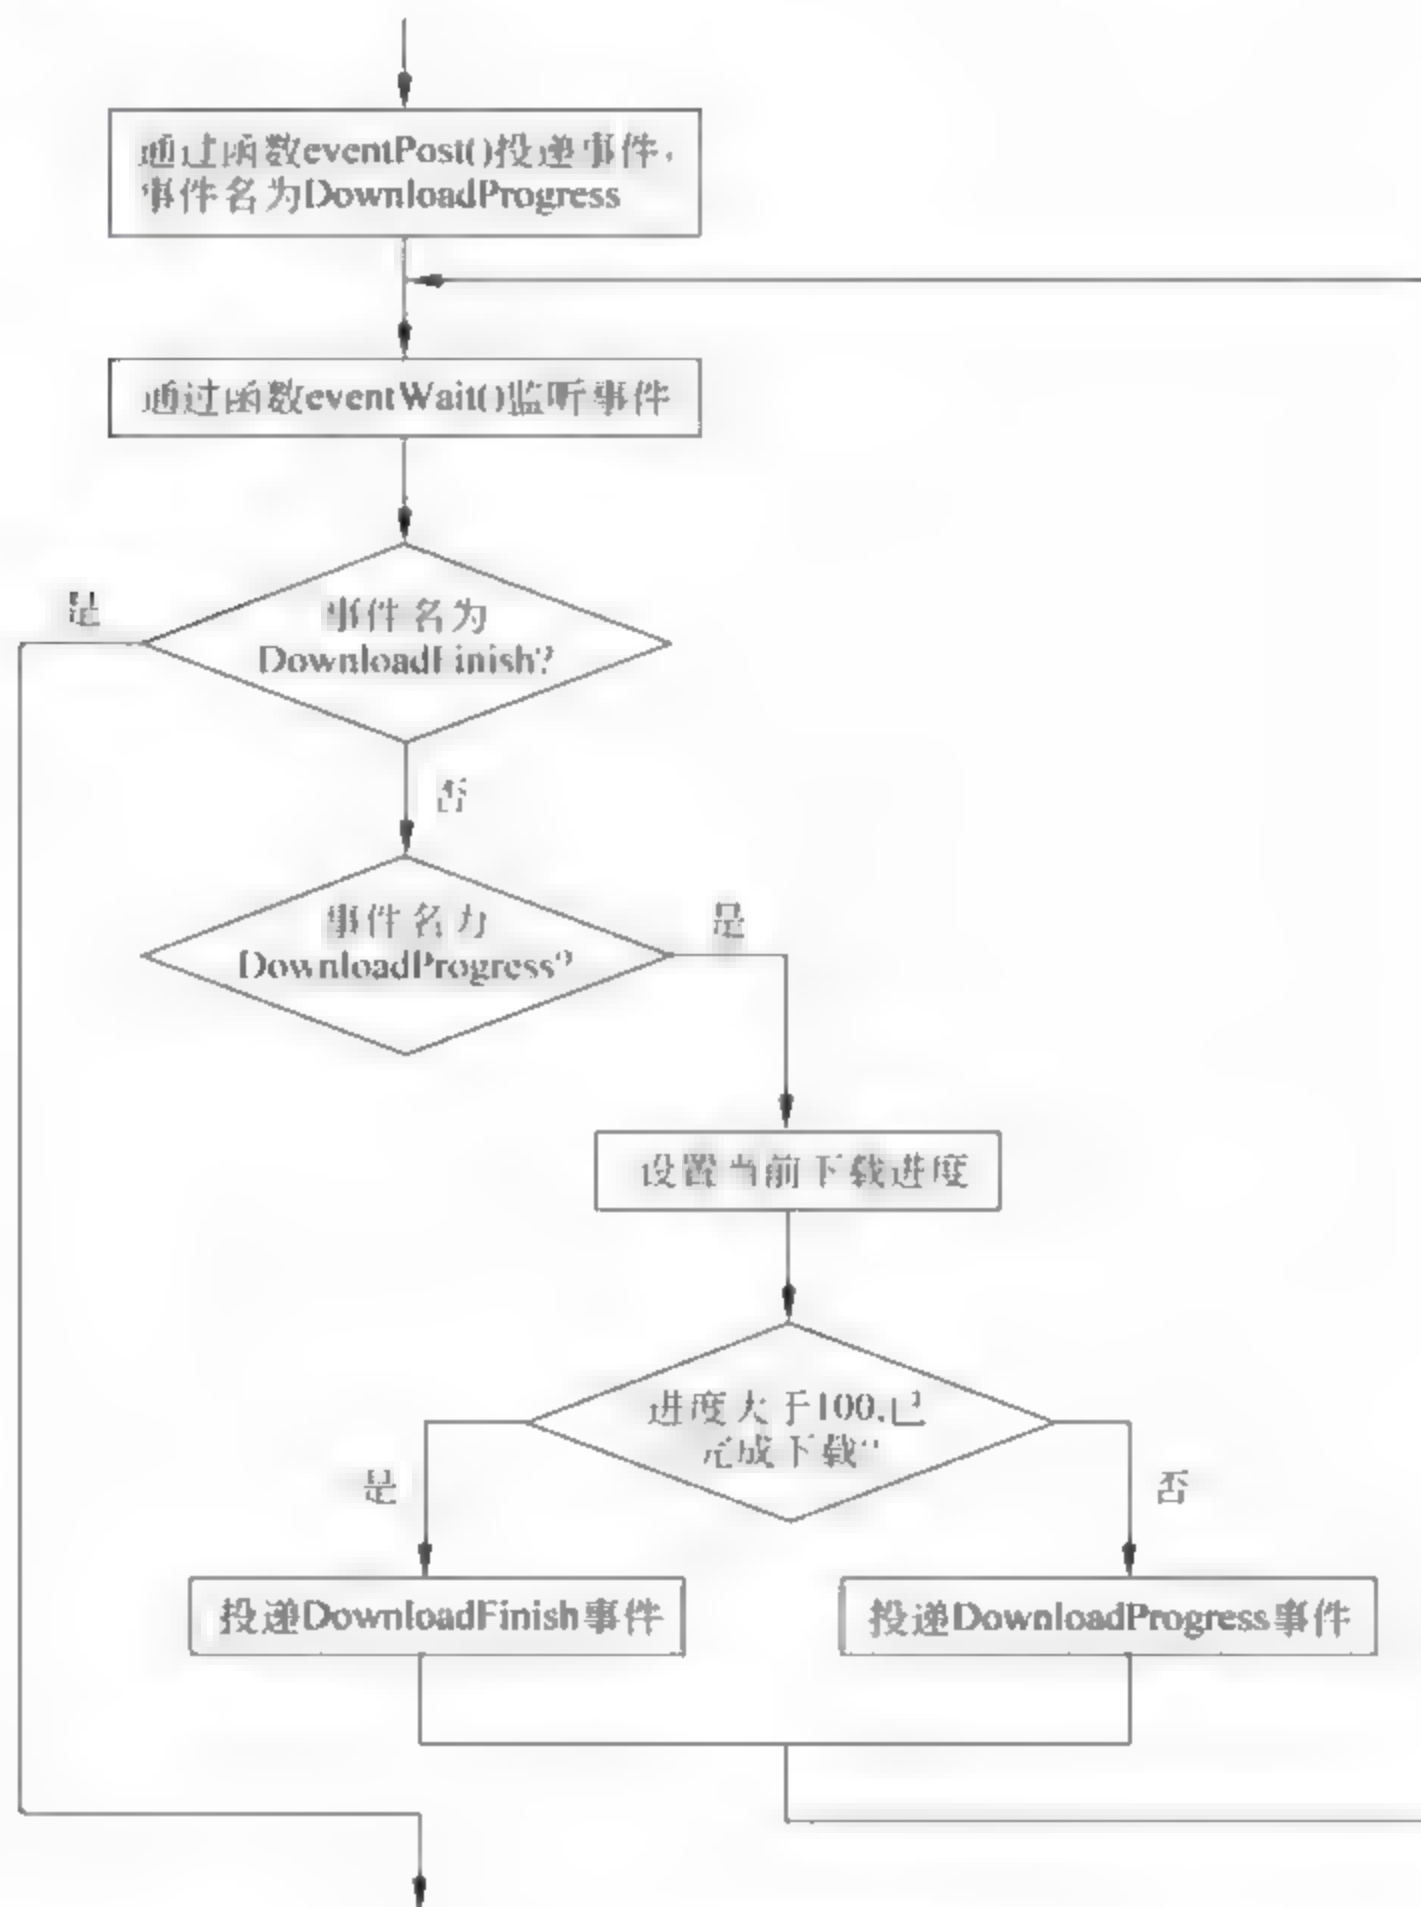 通过函数eventPost()投递事件,
事件名为DownloadProgress
通过函数eventWait()监听事件
是
事件名为
DownloadFinish?
否
事件名为
DownloadProgress?
是
设置当前下载进度
进度大于100,已
完成下载?
是
否
投递DownloadFinish事件
投递DownloadProgress事件